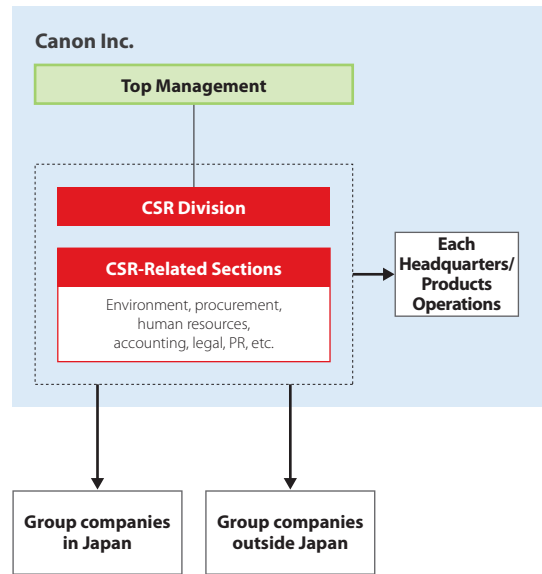 Canon Inc.
Top Management
CSR Division
CSR-Related Sections
Environment, procurement,
human resources,
accounting, legal, PR, etc.
Each
Headquarters/
Products
Operations
Group companies
in Japan
Group companies
outside Japan